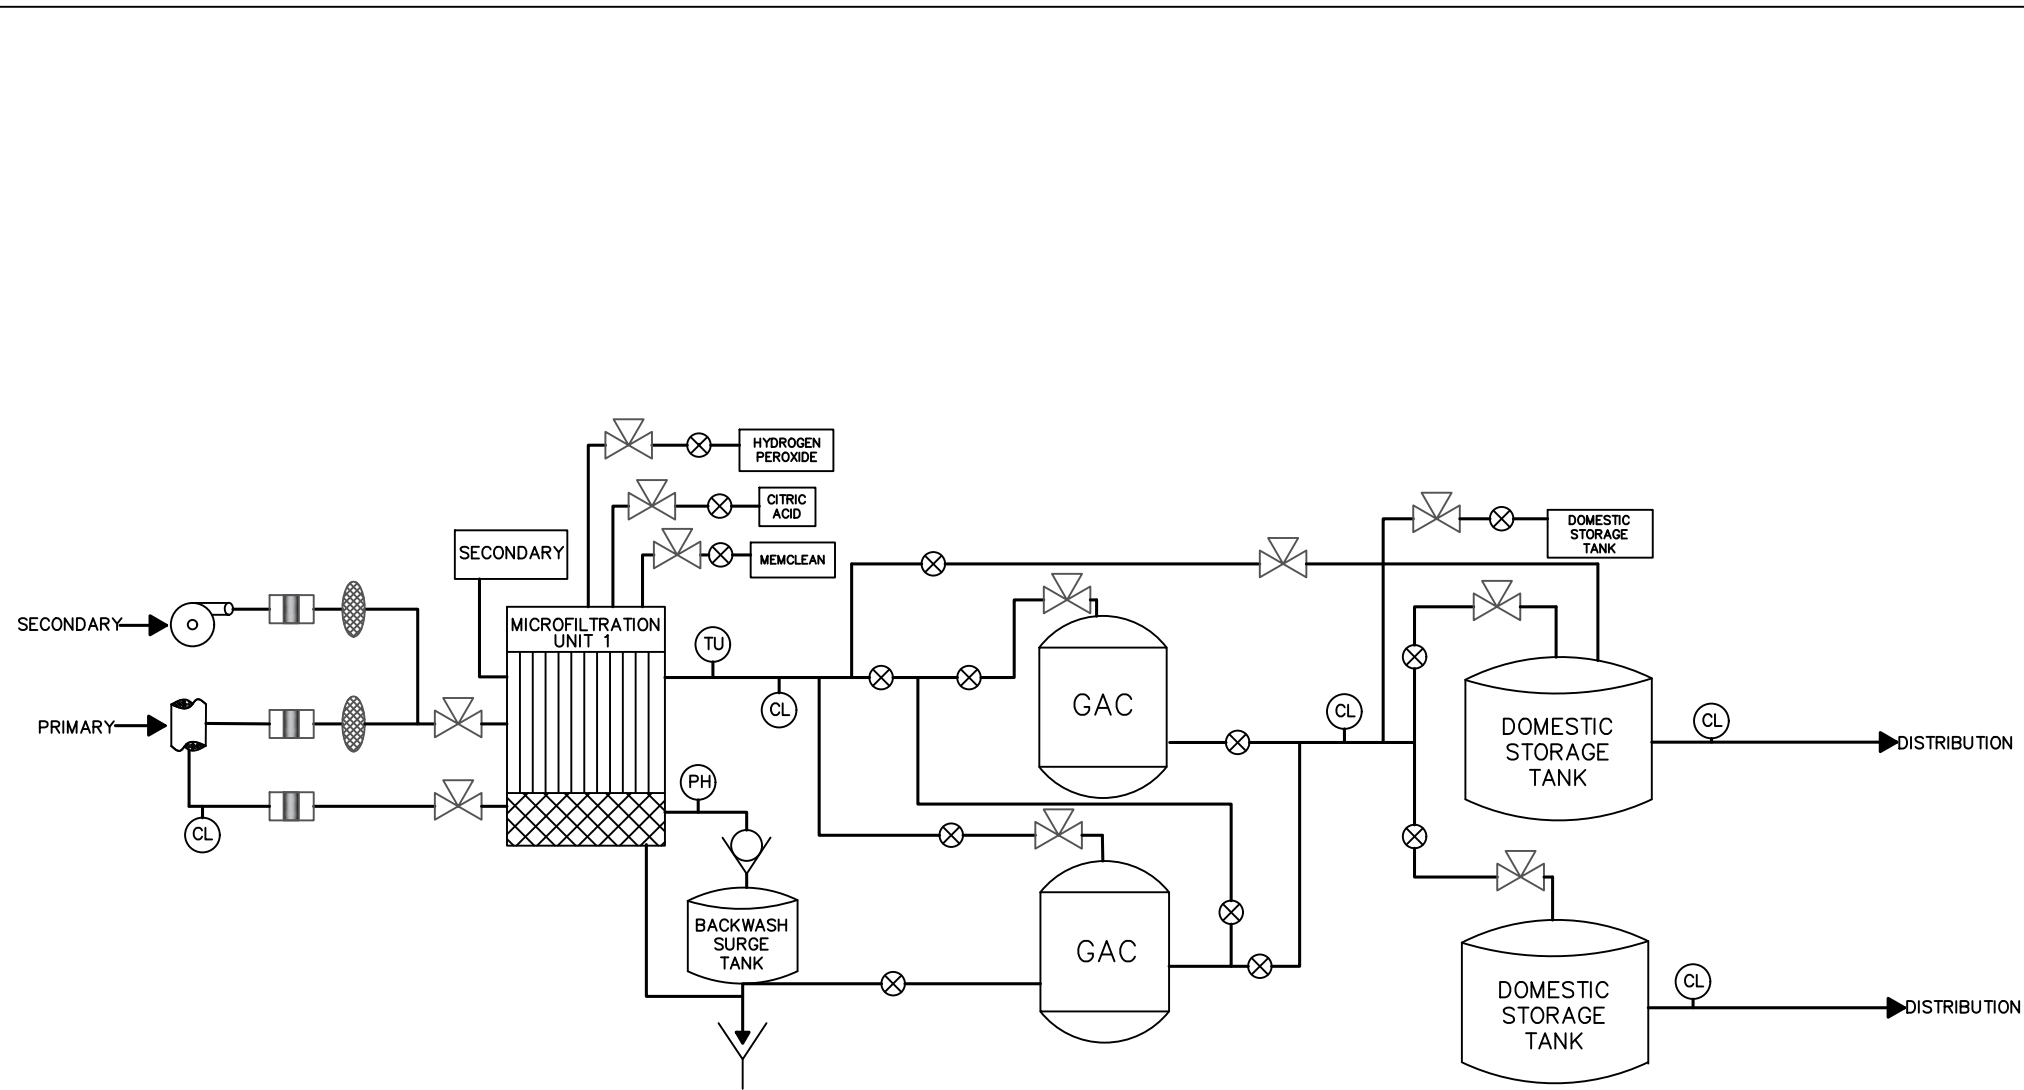 HYDROGEN
PEROXIDE
CITRIC
ACID
MEMCLEAN
SECONDARY
SECONDARY
PRIMARY
CL
MICROFILTRATION
UNIT 1
TU
CL
PH
BACKWASH
SURGE
TANK
GAC
GAC
CL
DOMESTIC
STORAGE
TANK
DOMESTIC
STORAGE
TANK
CL
DISTRIBUTION
DOMESTIC
STORAGE
TANK
CL
DISTRIBUTION